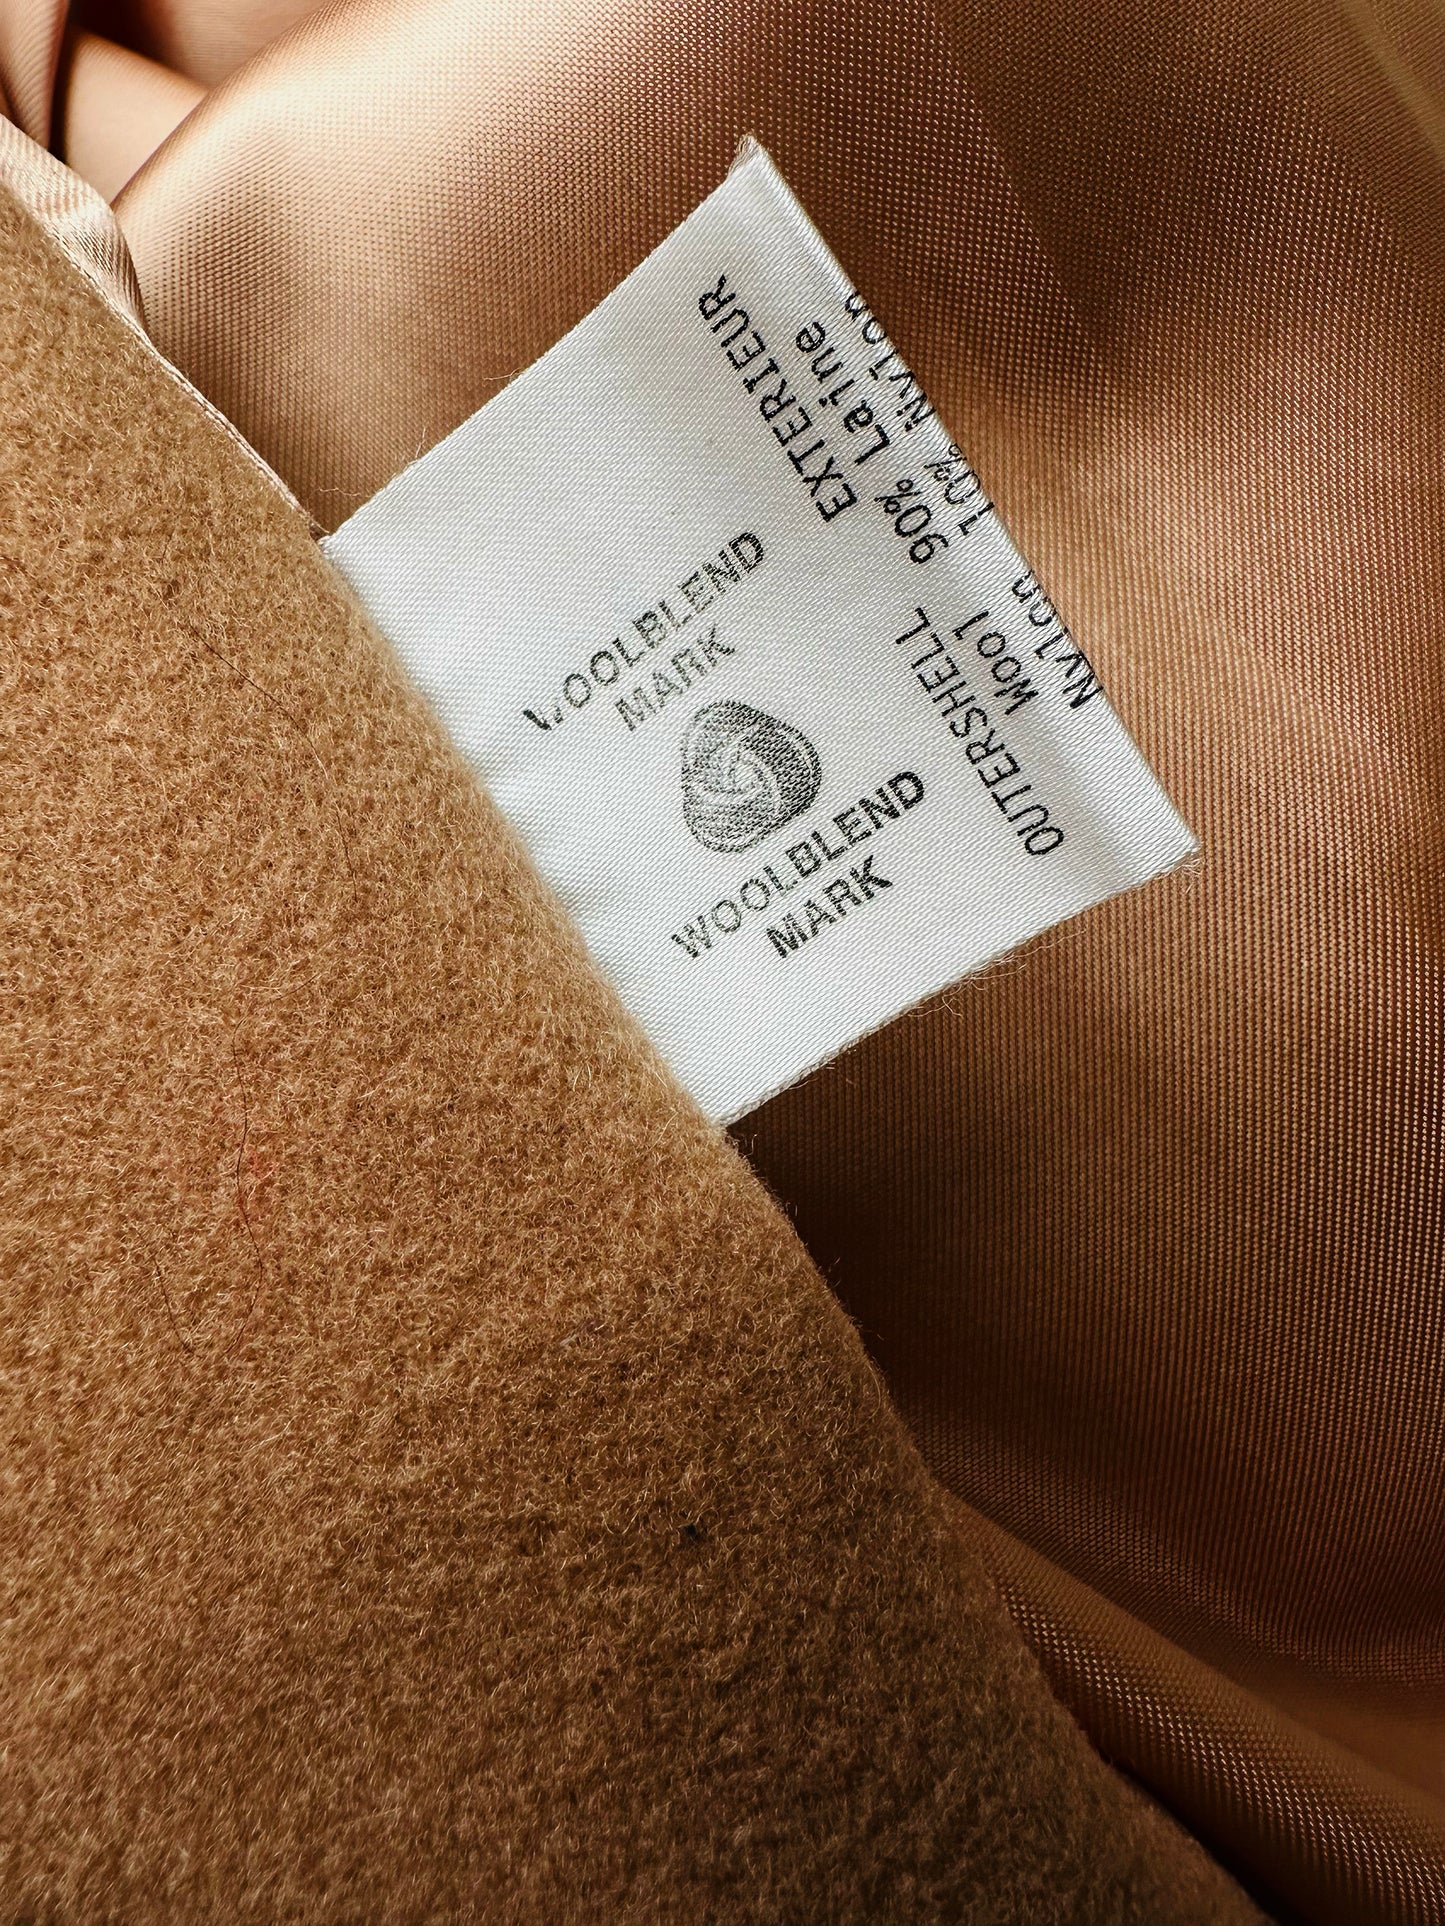 WOOLBLEND
MARK
WOOLBLEND
MARK
OUTERSHELL EXTERIEUR
Wool 90% Laine
Nylon 10% Nylon